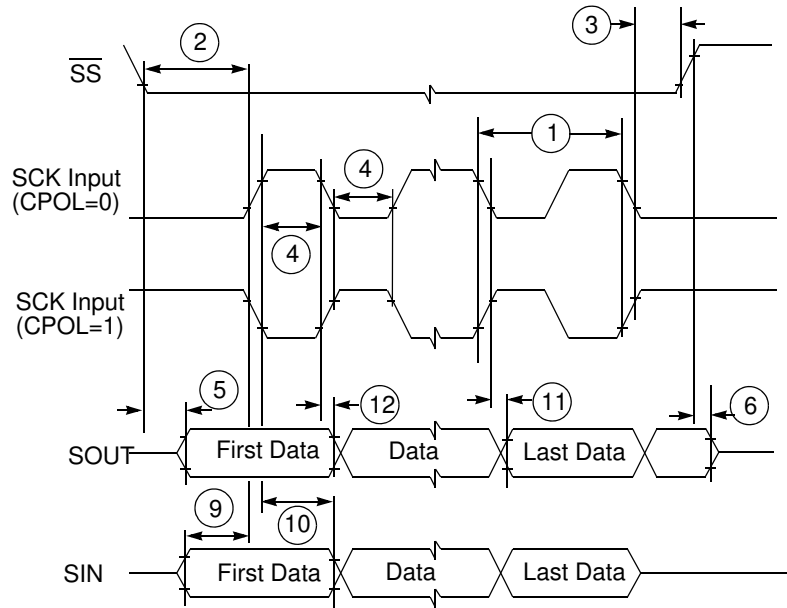 2
3
SS
1
SCK Input
(CPOL=0)
4
4
SCK Input
(CPOL=1)
5
12
11
6
SOUT
First Data
Data
Last Data
9
10
SIN
First Data
Data
Last Data